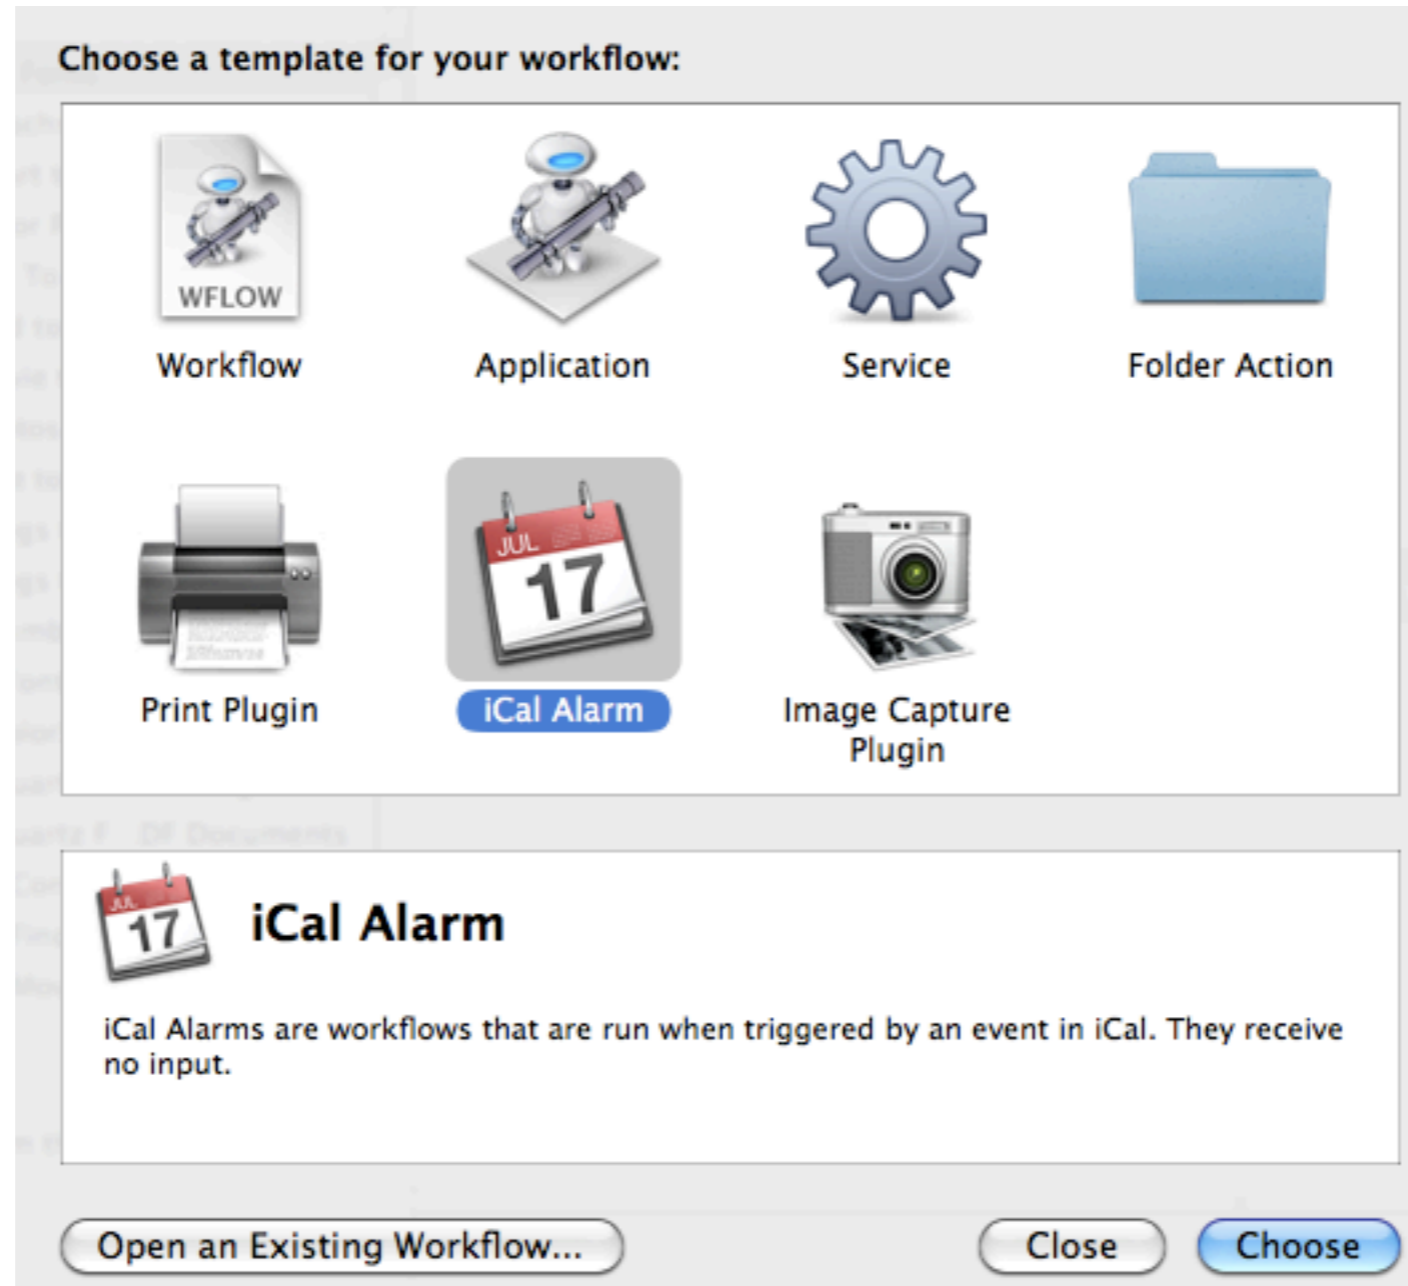 Choose a template for your workflow:
WFLOW
Workflow
Application
Service
Folder Action
JUL
17
Print Plugin
iCal Alarm
Image Capture
Plugin
JUL
17
iCal Alarm
iCal Alarms are workflows that are run when triggered by an event in iCal. They receive
no input.
DF Documents
Open an Existing Workflow...
Close
Choose